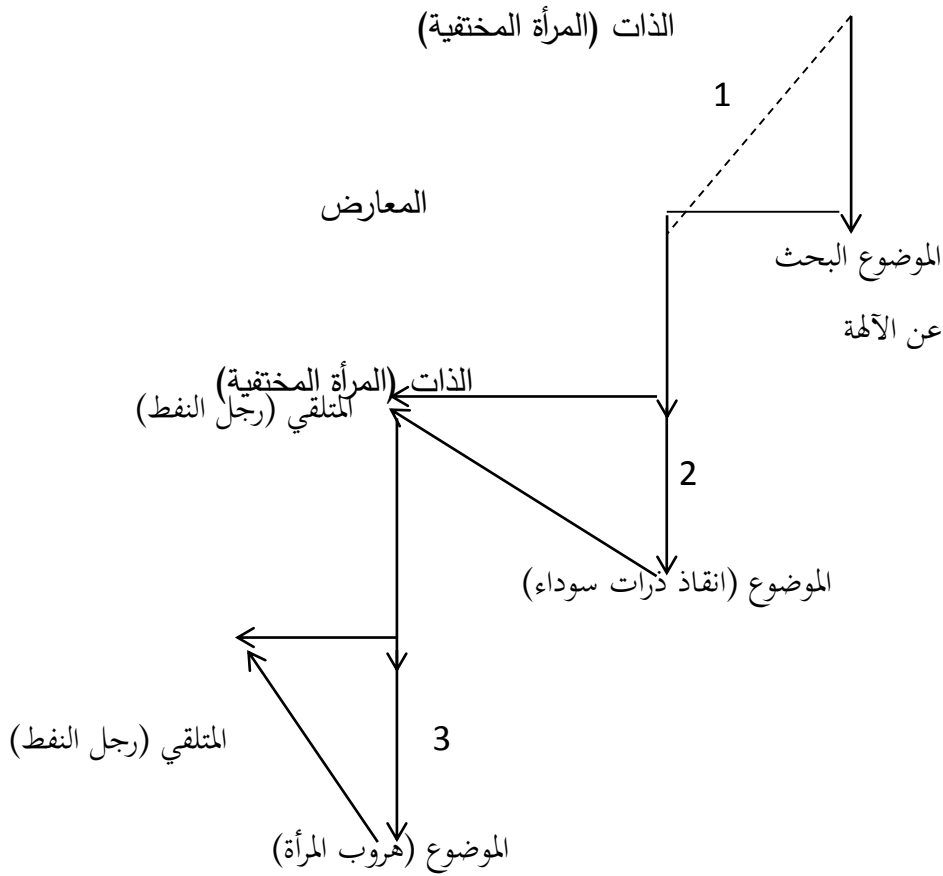 الذات (المرأة المختفية)
1
المعارض
الموضوع البحث
عن الآلهة
الذات (المرأة المختفية)
المتلقي (رجل النفط)
2
الموضوع (انقاذ ذرات سوداء)
المتلقي (رجل النفط)
3
الموضوع (هروب المرأة)